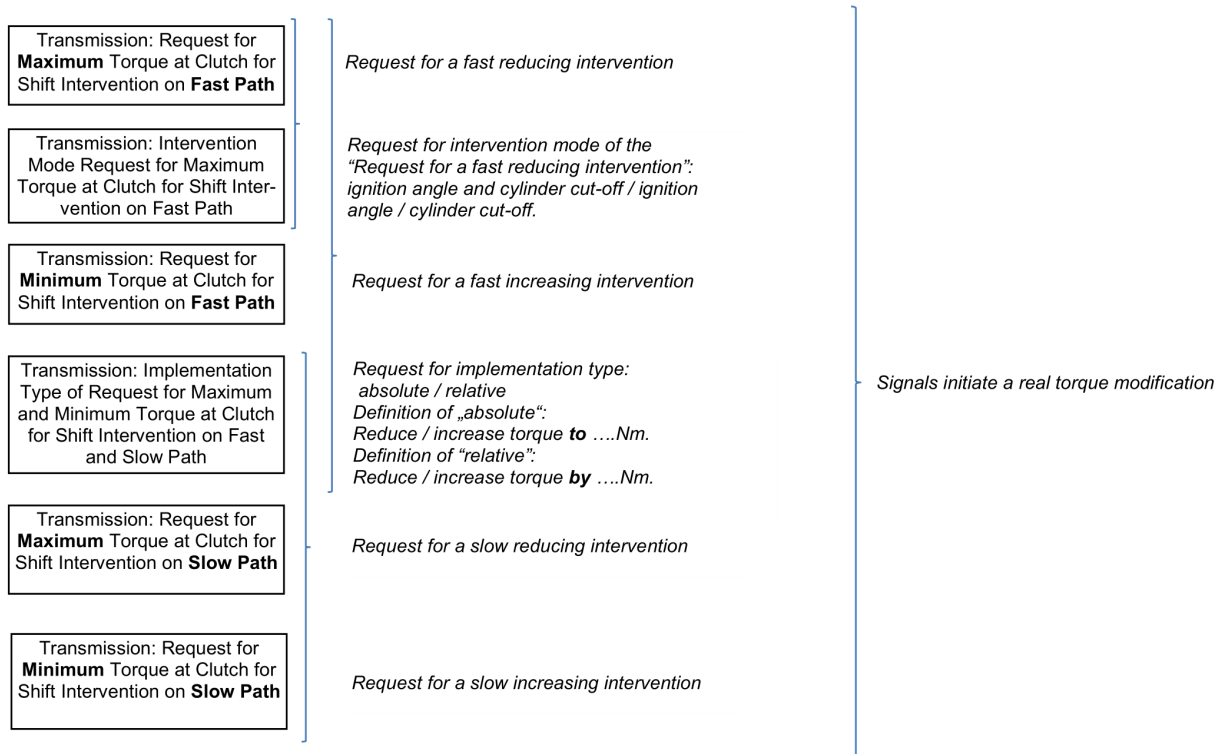 Transmission: Request for
Maximum Torque at Clutch for
Shift Intervention on Fast Path
Request for a fast reducing intervention
Transmission: Intervention
Mode Request for Maximum
Torque at Clutch for Shift Inter-
vention on Fast Path
Request for intervention mode of the
“Request for a fast reducing intervention”:
ignition angle and cylinder cut-off / ignition
angle / cylinder cut-off.
Transmission: Request for
Minimum Torque at Clutch for
Shift Intervention on Fast Path
Request for a fast increasing intervention
Transmission: Implementation
Type of Request for Maximum
and Minimum Torque at Clutch
for Shift Intervention on Fast
and Slow Path
Request for implementation type:
absolute / relative
Definition of „absolute“:
Reduce / increase torque to ….Nm.
Definition of “relative”:
Reduce / increase torque by ….Nm.
Signals initiate a real torque modification
Transmission: Request for
Maximum Torque at Clutch for
Shift Intervention on Slow Path
Request for a slow reducing intervention
Transmission: Request for
Minimum Torque at Clutch for
Shift Intervention on Slow Path
Request for a slow increasing intervention